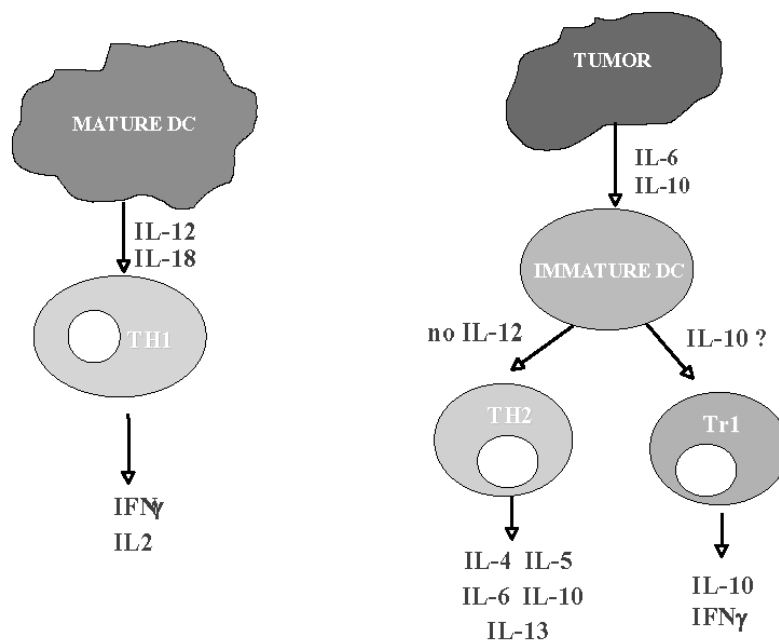 MATURE DC
IL-12
IL-18
TH1
IFNγ
IL2
TUMOR
IL-6
IL-10
IMMATURE DC
no IL-12
IL-10 ?
TH2
Tr1
IL-4 IL-5
IL-6 IL-10
IL-13
IL-10
IFNγ